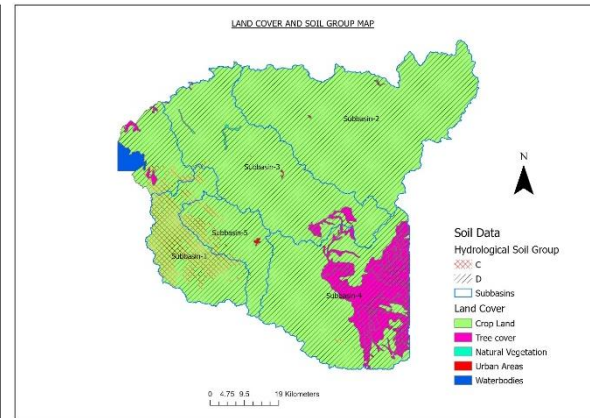 LAND COVER AND SOIL GROUP MAP
Subbasin-2
Subbasin-3
Subbasin-5
Subbasin-1
Subbasin-4
N
Soil Data
Hydrological Soil Group
C
D
Subbasins
Land Cover
Crop Land
Tree cover
Natural Vegetation
Urban Areas
Waterbodies
0 4.75 9.5 19 Kilometers